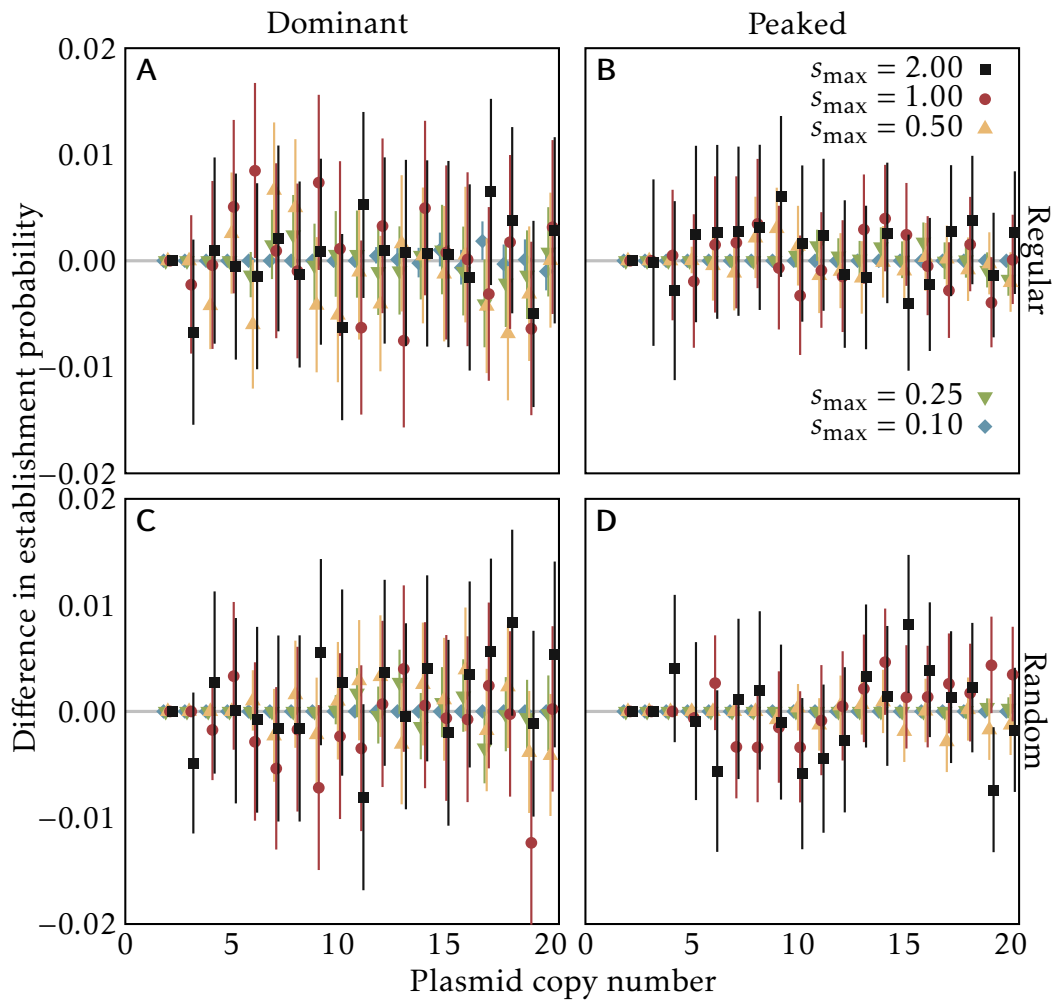 Dominant
Peaked
Difference in establishment probability
0.02
0.01
0.00
−0.01
−0.02
A
B
s_max = 2.00
s_max = 1.00
s_max = 0.50
s_max = 0.25
s_max = 0.10
Regular
0.02
0.01
0.00
−0.01
−0.02
C
D
Random
0 5 10 15 20
0 5 10 15 20
Plasmid copy number